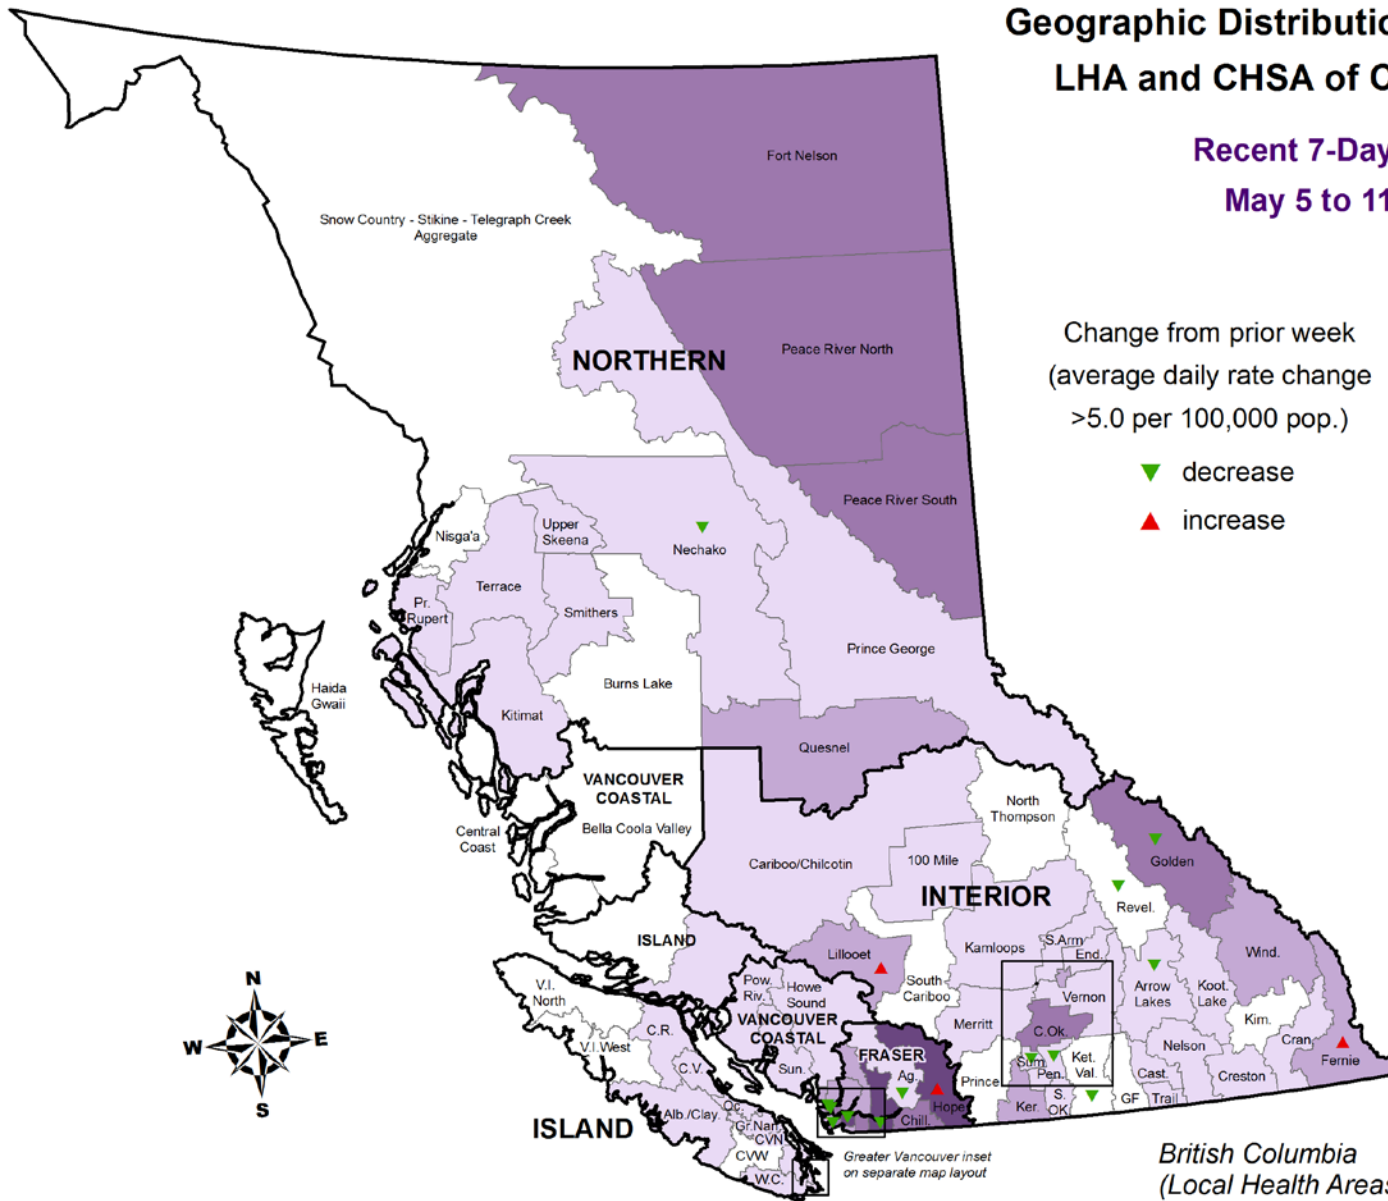 Geographic Distributio
LHA and CHSA of C
Recent 7-Day
May 5 to 11
Change from prior week
(average daily rate change
>5.0 per 100,000 pop.)
decrease
increase
Fort Nelson
Snow Country - Stikine - Telegraph Creek
Aggregate
Peace River North
NORTHERN
Peace River South
Nisga'a
Upper
Skeena
Nechako
Terrace
Pr.
Rupert
Smithers
Prince George
Haida
Gwaii
Burns Lake
Kitimat
Quesnel
VANCOUVER
COASTAL
Bella Coola Valley
Central
Coast
North
Thompson
Cariboo/Chilcotin
100 Mile
Golden
INTERIOR
Revel.
ISLAND
Lillooet
Kamloops
S.Arm
End.
Wind.
V.I.
North
Pow.
Riv.
Howe
Sound
South
Cariboo
Vernon
Arrow
Lakes
Koot.
Lake
C.R.
V.I.West
VANCOUVER
COASTAL
Merritt
C.Ok.
Kim.
Cran.
Fernie
C.V.
Sun.
FRASER
Ag.
Hope
Chill.
Prince
Sum.
Pen.
Ket.
Val.
Nelson
Cast.
Creston
Ker.
S.
OK
GF
Trail
Alb./Clay.
Qc.
Gr.Nan.
CVN
CVW
W.C.
ISLAND
Greater Vancouver inset
on separate map layout
N
W
E
S
British Columbia
(Local Health Areas